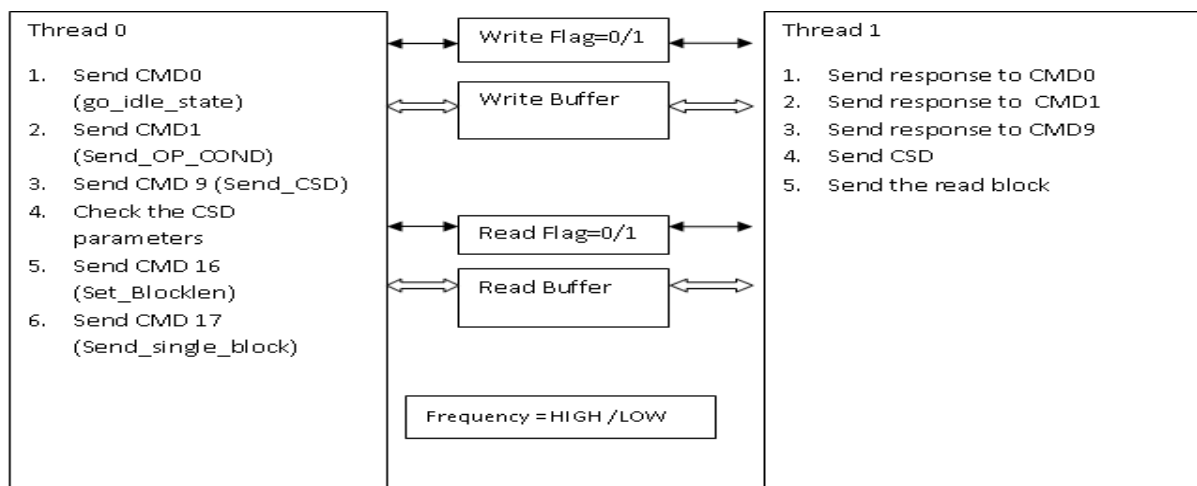 Thread 0
1. Send CMD0
(go_idle_state)
2. Send CMD1
(Send_OP_COND)
3. Send CMD 9 (Send_CSD)
4. Check the CSD
parameters
5. Send CMD 16
(Set_Blocklen)
6. Send CMD 17
(Send_single_block)
Write Flag=0/1
Write Buffer
Read Flag=0/1
Read Buffer
Frequency =HIGH /LOW
Thread 1
1. Send response to CMD0
2. Send response to CMD1
3. Send response to CMD9
4. Send CSD
5. Send the read block